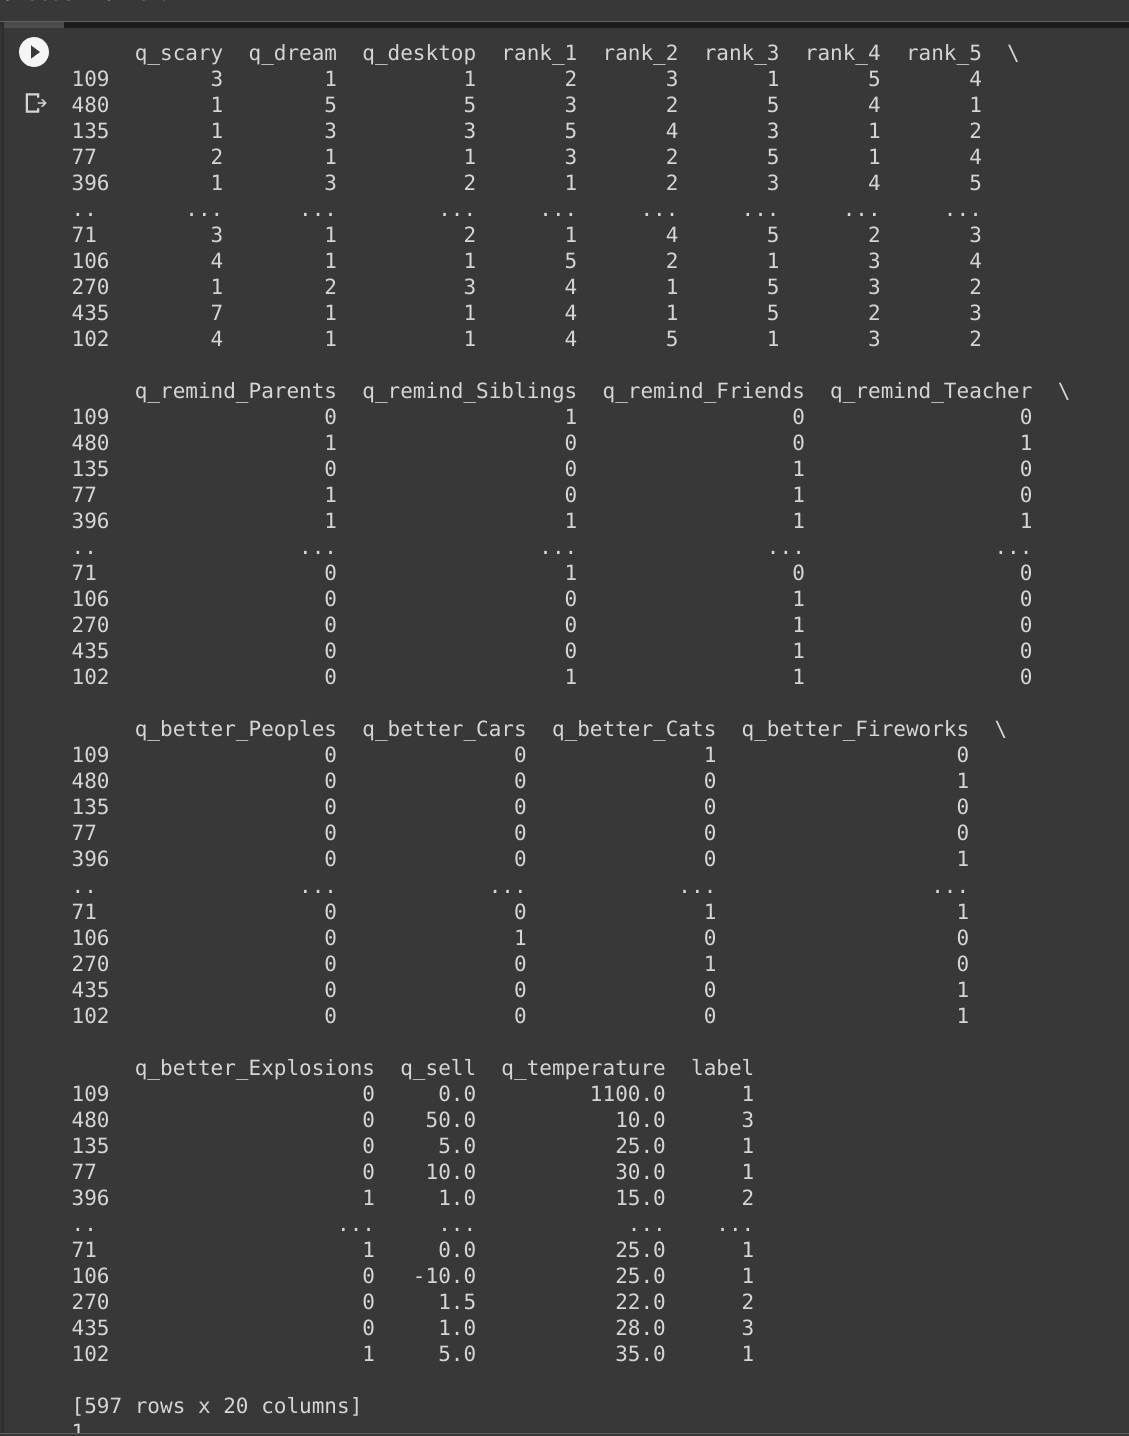 q_scary q_dream q_desktop rank_1 rank_2 rank_3 rank_4 rank_5 \
109 3 1 1 2 3 1 5 4
480 1 5 5 3 2 5 4 1
135 1 3 3 5 4 3 1 2
77 2 1 1 3 2 5 1 4
396 1 3 2 1 2 3 4 5
.. ... ... ... ... ... ... ... ...
71 3 1 2 1 4 5 2 3
106 4 1 1 5 2 1 3 4
270 1 2 3 4 1 5 3 2
435 7 1 1 4 1 5 2 3
102 4 1 1 4 5 1 3 2
q_remind_Parents q_remind_Siblings q_remind_Friends q_remind_Teacher \
109 0 1 0 0
480 1 0 0 1
135 0 0 1 0
77 1 0 1 0
396 1 1 1 1
.. ... ... ... ...
71 0 1 0 0
106 0 0 1 0
270 0 0 1 0
435 0 0 1 0
102 0 1 1 0
q_better_Peoples q_better_Cars q_better_Cats q_better_Fireworks \
109 0 0 1 0
480 0 0 0 1
135 0 0 0 0
77 0 0 0 0
396 0 0 0 1
.. ... ... ... ...
71 0 0 1 1
106 0 1 0 0
270 0 0 1 0
435 0 0 0 1
102 0 0 0 1
q_better_Explosions q_sell q_temperature label
109 0 0.0 1100.0 1
480 0 50.0 10.0 3
135 0 5.0 25.0 1
77 0 10.0 30.0 1
396 1 1.0 15.0 2
.. ... ... ... ...
71 1 0.0 25.0 1
106 0 -10.0 25.0 1
270 0 1.5 22.0 2
435 0 1.0 28.0 3
102 1 5.0 35.0 1
[597 rows x 20 columns]